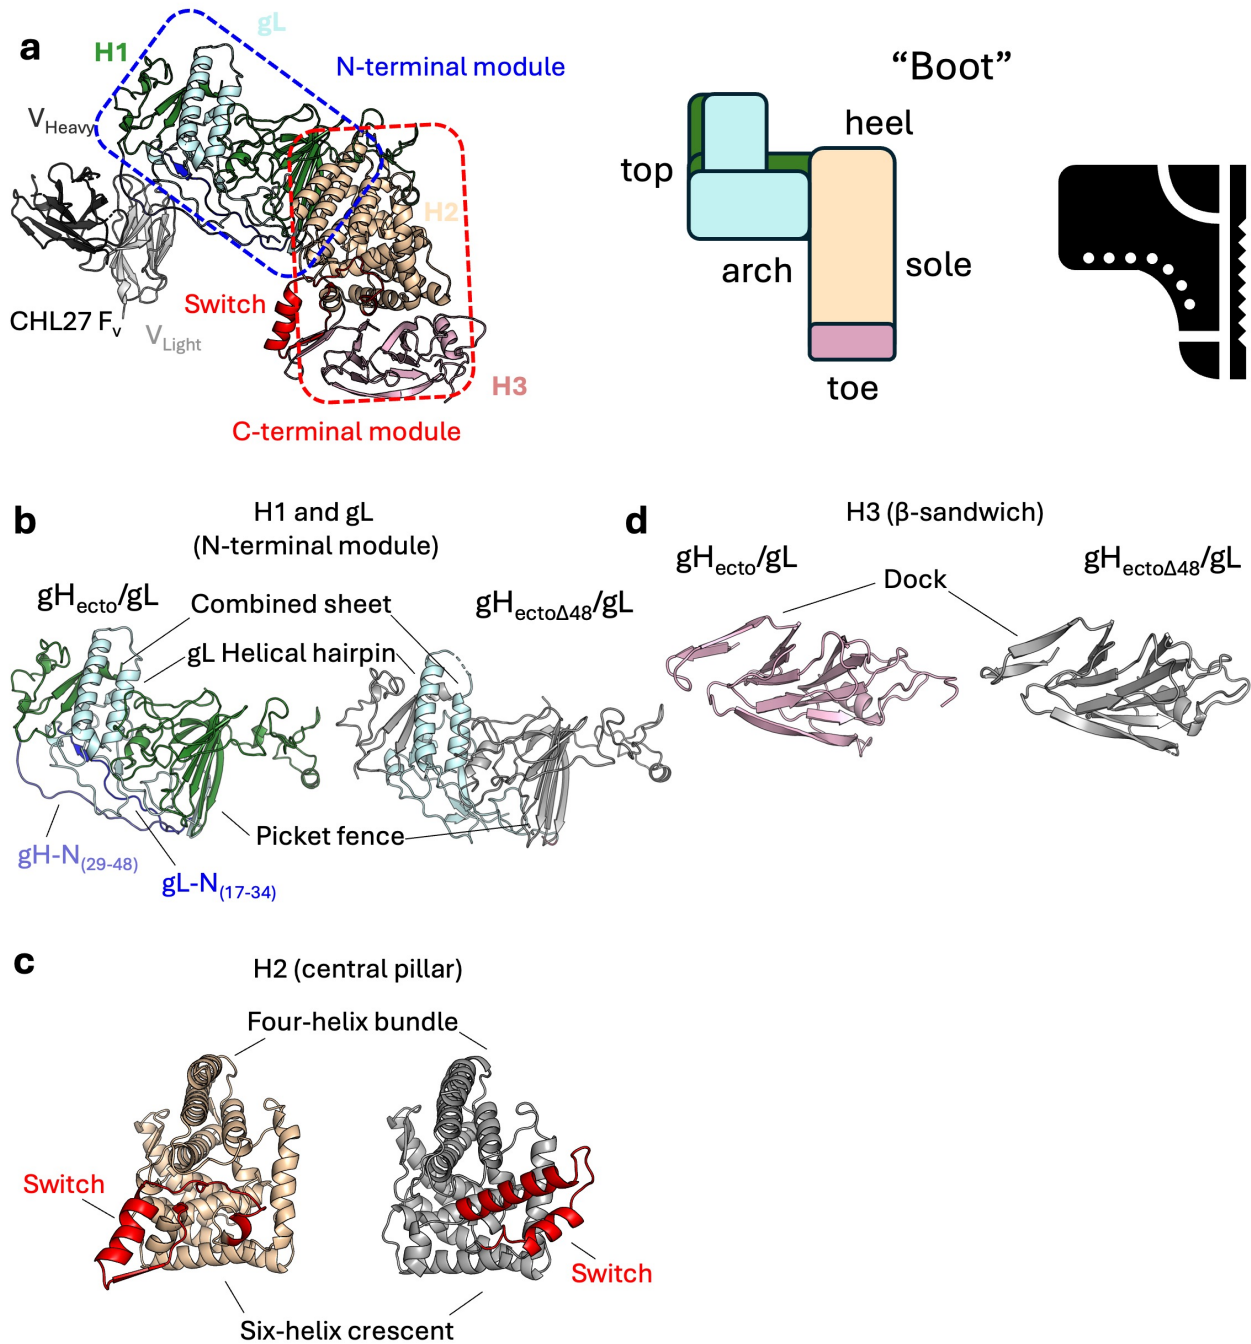 a
H1
gL
N-terminal module
VHeavy
H2
Switch
CHL27 Fv
VLight
H3
C-terminal module
“Boot”
heel
top
arch
sole
toe
b
H1 and gL
(N-terminal module)
gHecto/gL
Combined sheet
gHectoΔ48/gL
gL Helical hairpin
Picket fence
gH-N(29-48)
gL-N(17-34)
d
H3 (β-sandwich)
gHecto/gL
Dock
gHectoΔ48/gL
c
H2 (central pillar)
Four-helix bundle
Switch
Switch
Six-helix crescent